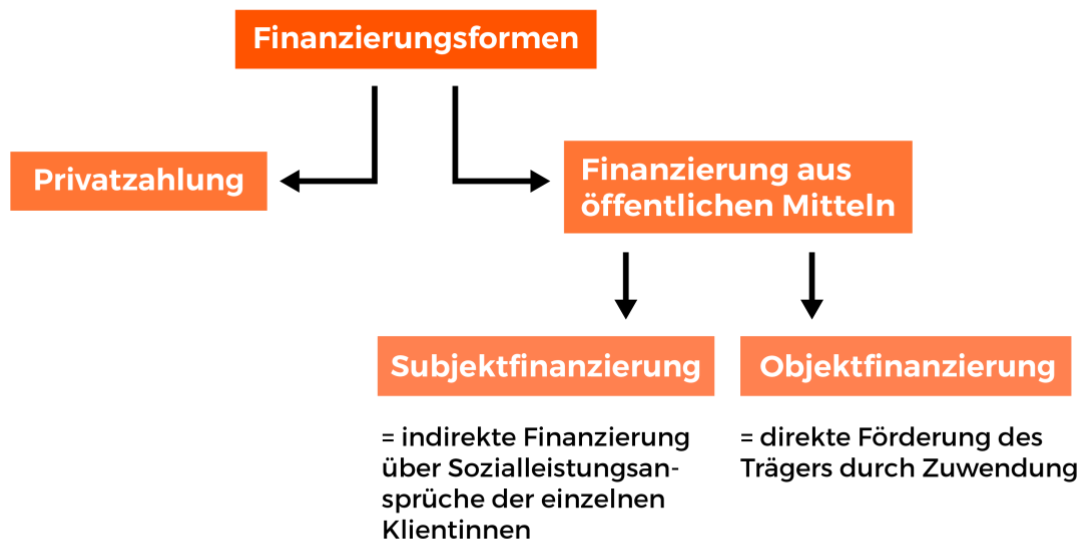 Finanzierungsformen
Privatzahlung
Finanzierung aus
öffentlichen Mitteln
Subjektfinanzierung
= indirekte Finanzierung
über Sozialleistungsan-
sprüche der einzelnen
Klientinnen
Objektfinanzierung
= direkte Förderung des
Trägers durch Zuwendung